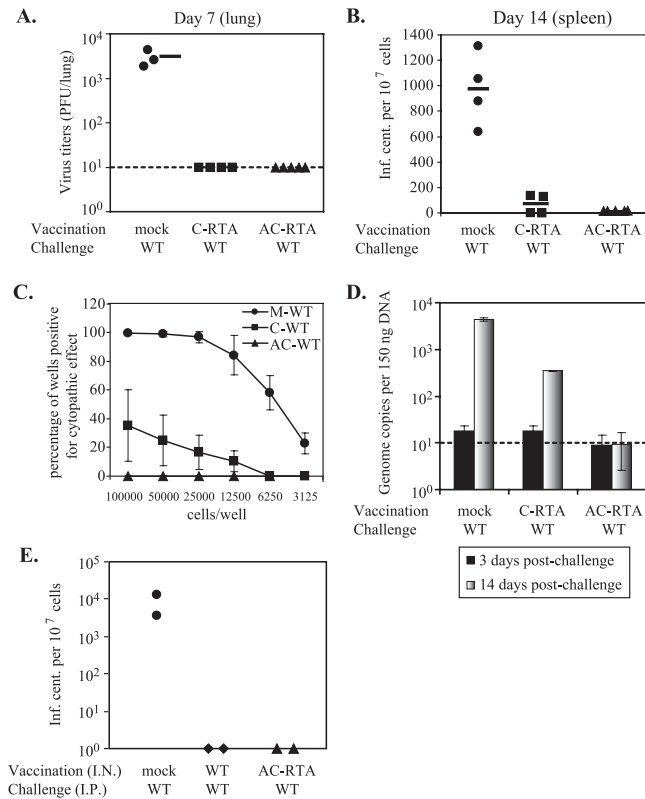 A.
Day 7 (lung)
Virus titers (PFU/lung)
10^4
10^3
10^2
10^1
10^0
Vaccination mock C-RTA AC-RTA
Challenge WT WT WT
B.
Day 14 (spleen)
Inf. cent. per 10^7 cells
1400
1200
1000
800
600
400
200
0
Vaccination mock C-RTA AC-RTA
Challenge WT WT WT
C.
percentage of wells positive
for cytopathic effect
120
100
80
60
40
20
0
M-WT
C-WT
AC-WT
100000 50000 25000 12500 6250 3125
cells/well
D.
Genome copies per 150 ng DNA
10^4
10^3
10^2
10^1
10^0
Vaccination mock C-RTA AC-RTA
Challenge WT WT WT
3 days post-challenge
14 days post-challenge
E.
Inf. cent. per 10^7 cells
10^5
10^4
10^3
10^2
10^1
10^0
Vaccination (I.N.) mock WT AC-RTA
Challenge (I.P.) WT WT WT